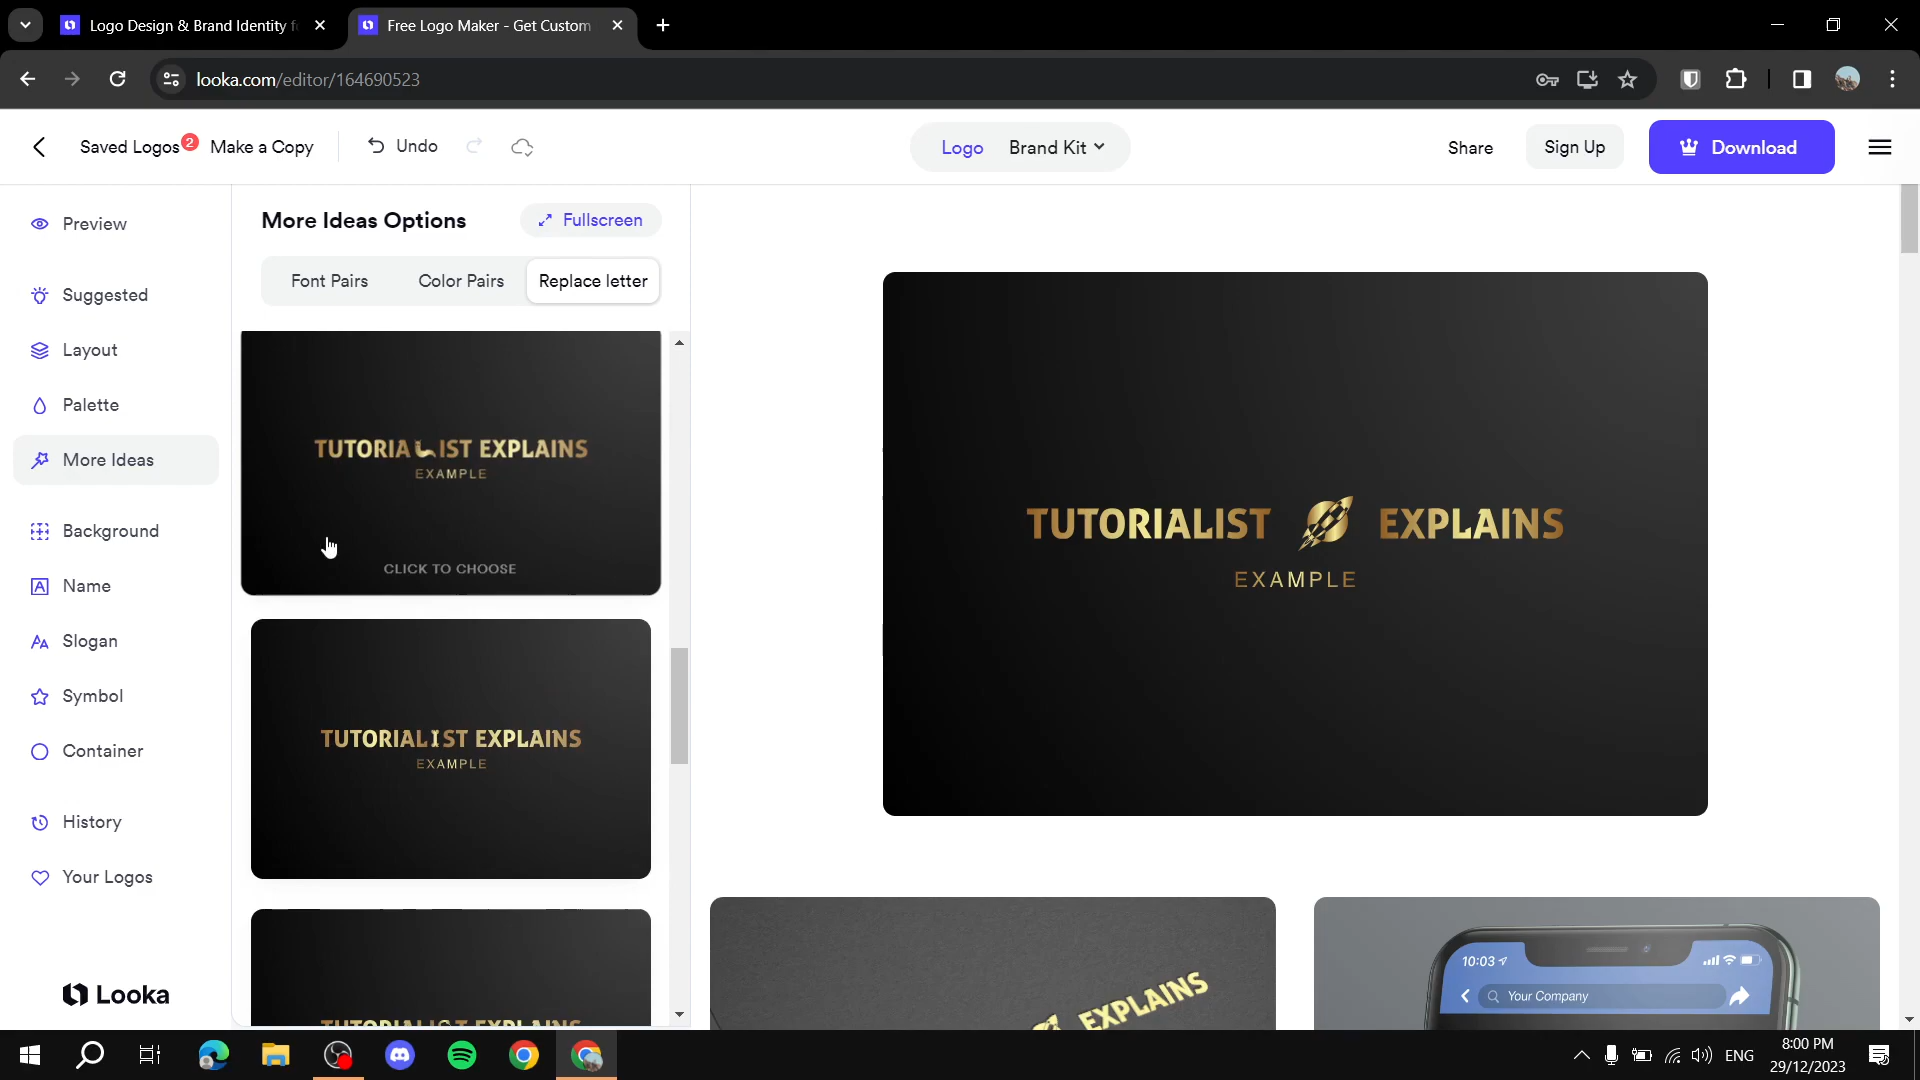 Logo Design & Brand Identity f
Free Logo Maker - Get Custom
looka.com/editor/164690523
Saved Logos 2
Make a Copy
Undo
Logo
Brand Kit
Share
Sign Up
Download
Preview
Suggested
Layout
Palette
More Ideas
Background
Name
Slogan
Symbol
Container
History
Your Logos
Looka
More Ideas Options
Fullscreen
Font Pairs
Color Pairs
Replace letter
TUTORIALIST EXPLAINS
EXAMPLE
CLICK TO CHOOSE
TUTORIALIST EXPLAINS
EXAMPLE
TUTORIALIST EXPLAINS
TUTORIALIST EXPLAINS
EXAMPLE
EXPLAINS
10:03
Your Company
ENG
8:00 PM
29/12/2023